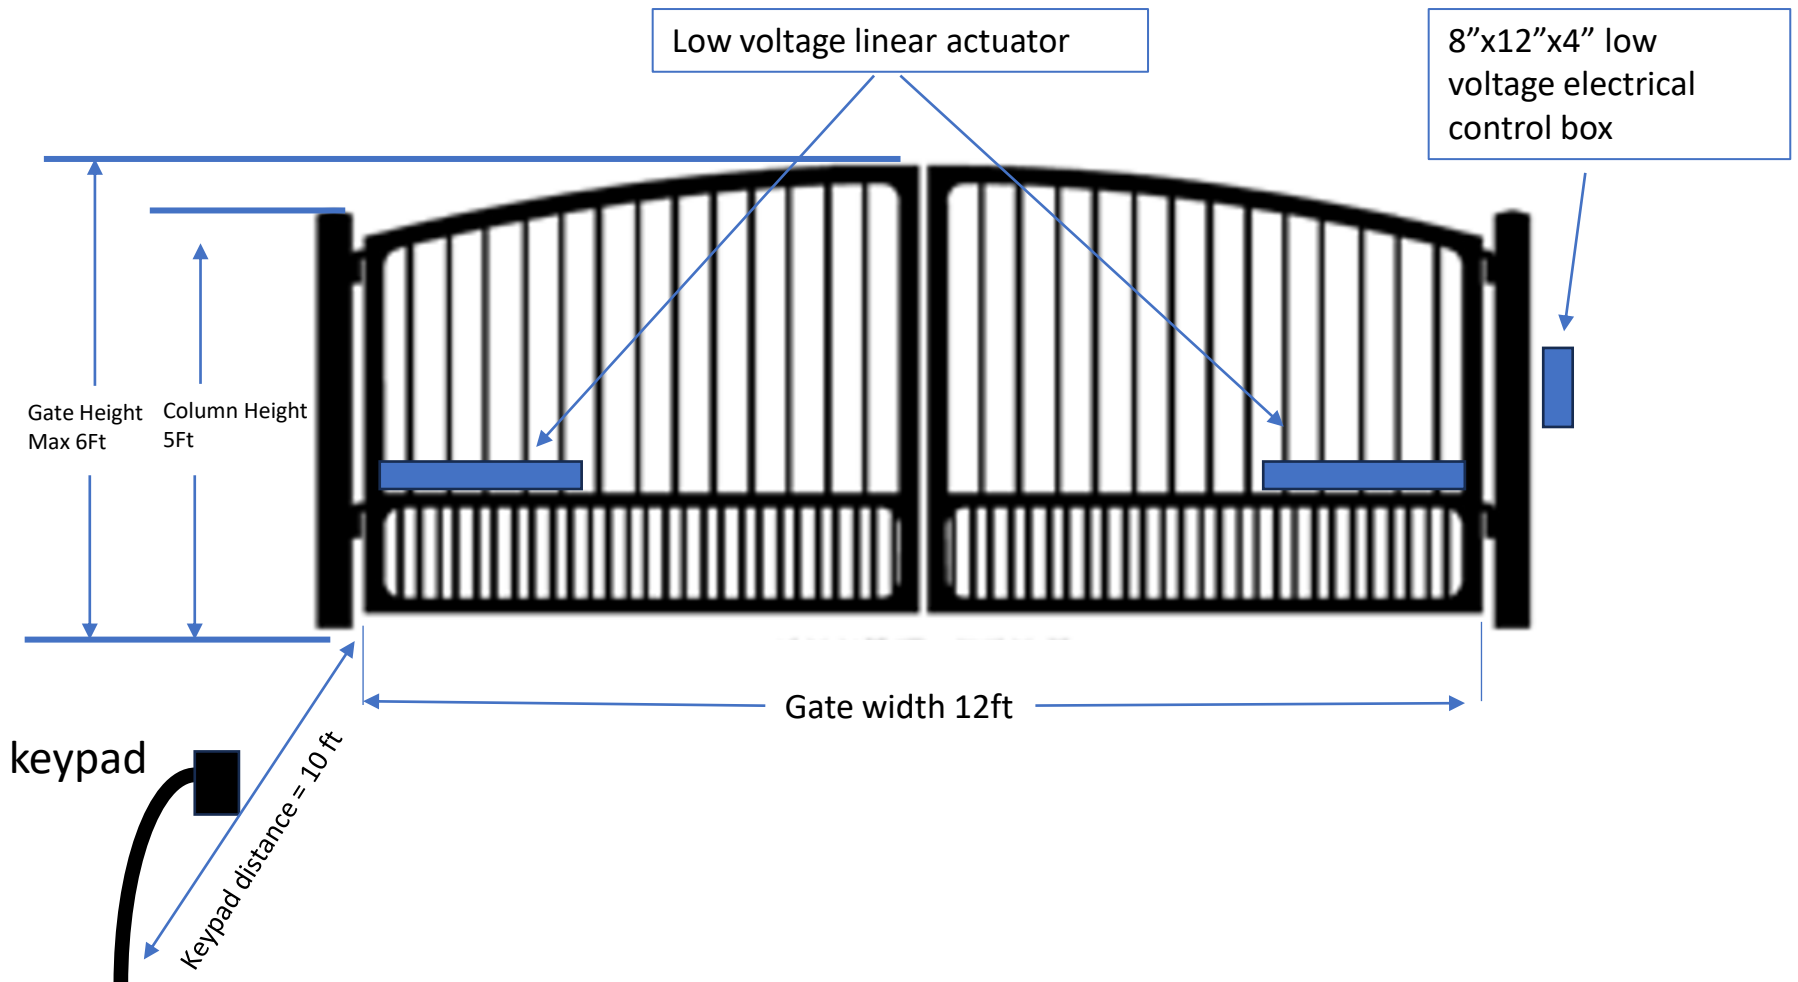 Low voltage linear actuator
8”x12”x4” low
voltage electrical
control box
Gate Height
Max 6Ft
Column Height
5Ft
Gate width 12ft
keypad
Keypad distance = 10 ft